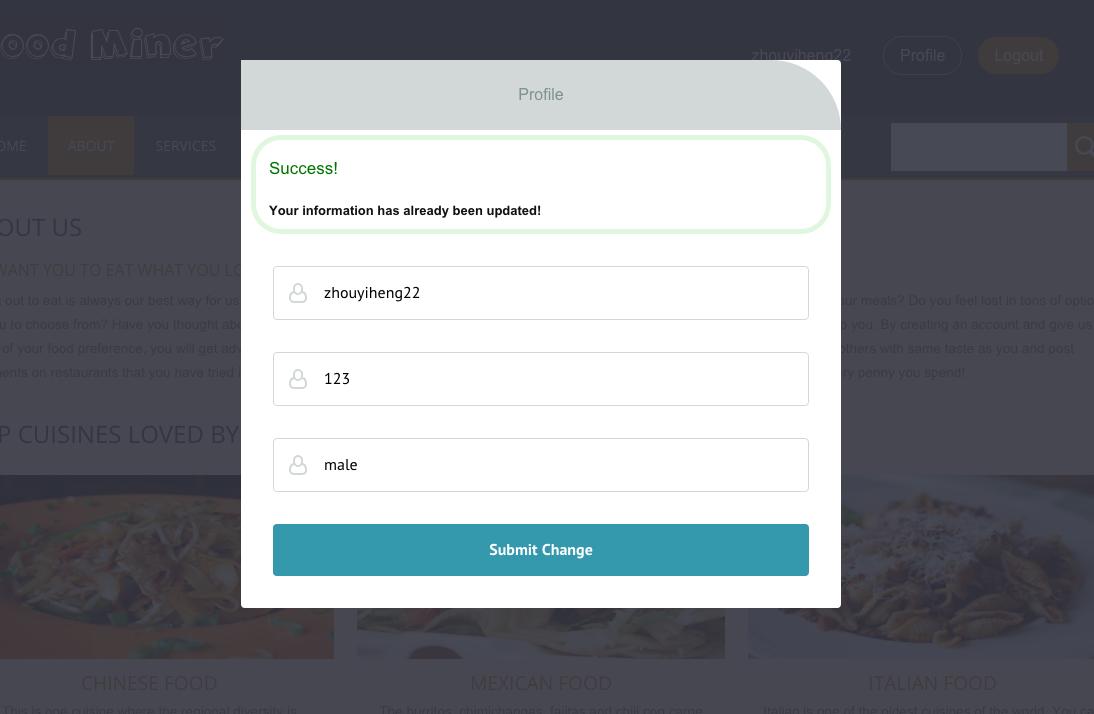 ood Miner
zhouyiheng22 Profile Logout
Profile
OME ABOUT SERVICES
Success!
Your information has already been updated!
OUT US
WANT YOU TO EAT WHAT YOU LO
out to eat is always our best way for us
ur meals? Do you feel lost in tons of optio
u to choose from? Have you thought abo
you. By creating an account and give us
of your food preference, you will get adv
others with same taste as you and post
ents on restaurants that you have tried
ry penny you spend!
zhouyiheng22
123
male
Submit Change
P CUISINES LOVED BY
CHINESE FOOD MEXICAN FOOD ITALIAN FOOD
This is one cuisine where the regional diversity is
The burritos, chimichangas, fajitas and chili con carne
Italian is one of the oldest cuisines of the world. You ca